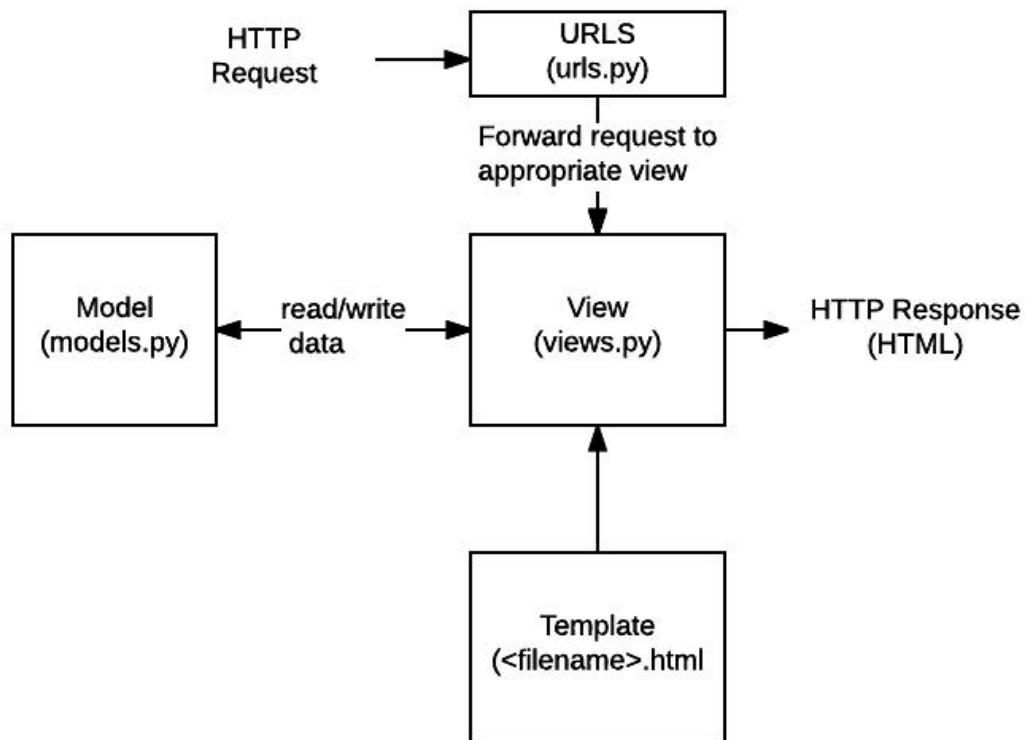 HTTP
Request
URLS
(urls.py)
Forward request to
appropriate view
Model
(models.py)
read/write
data
View
(views.py)
HTTP Response
(HTML)
Template
(<filename>.html